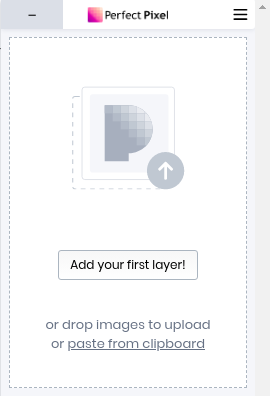 Perfect Pixel
Add your first layer!
or drop images to upload
or paste from clipboard